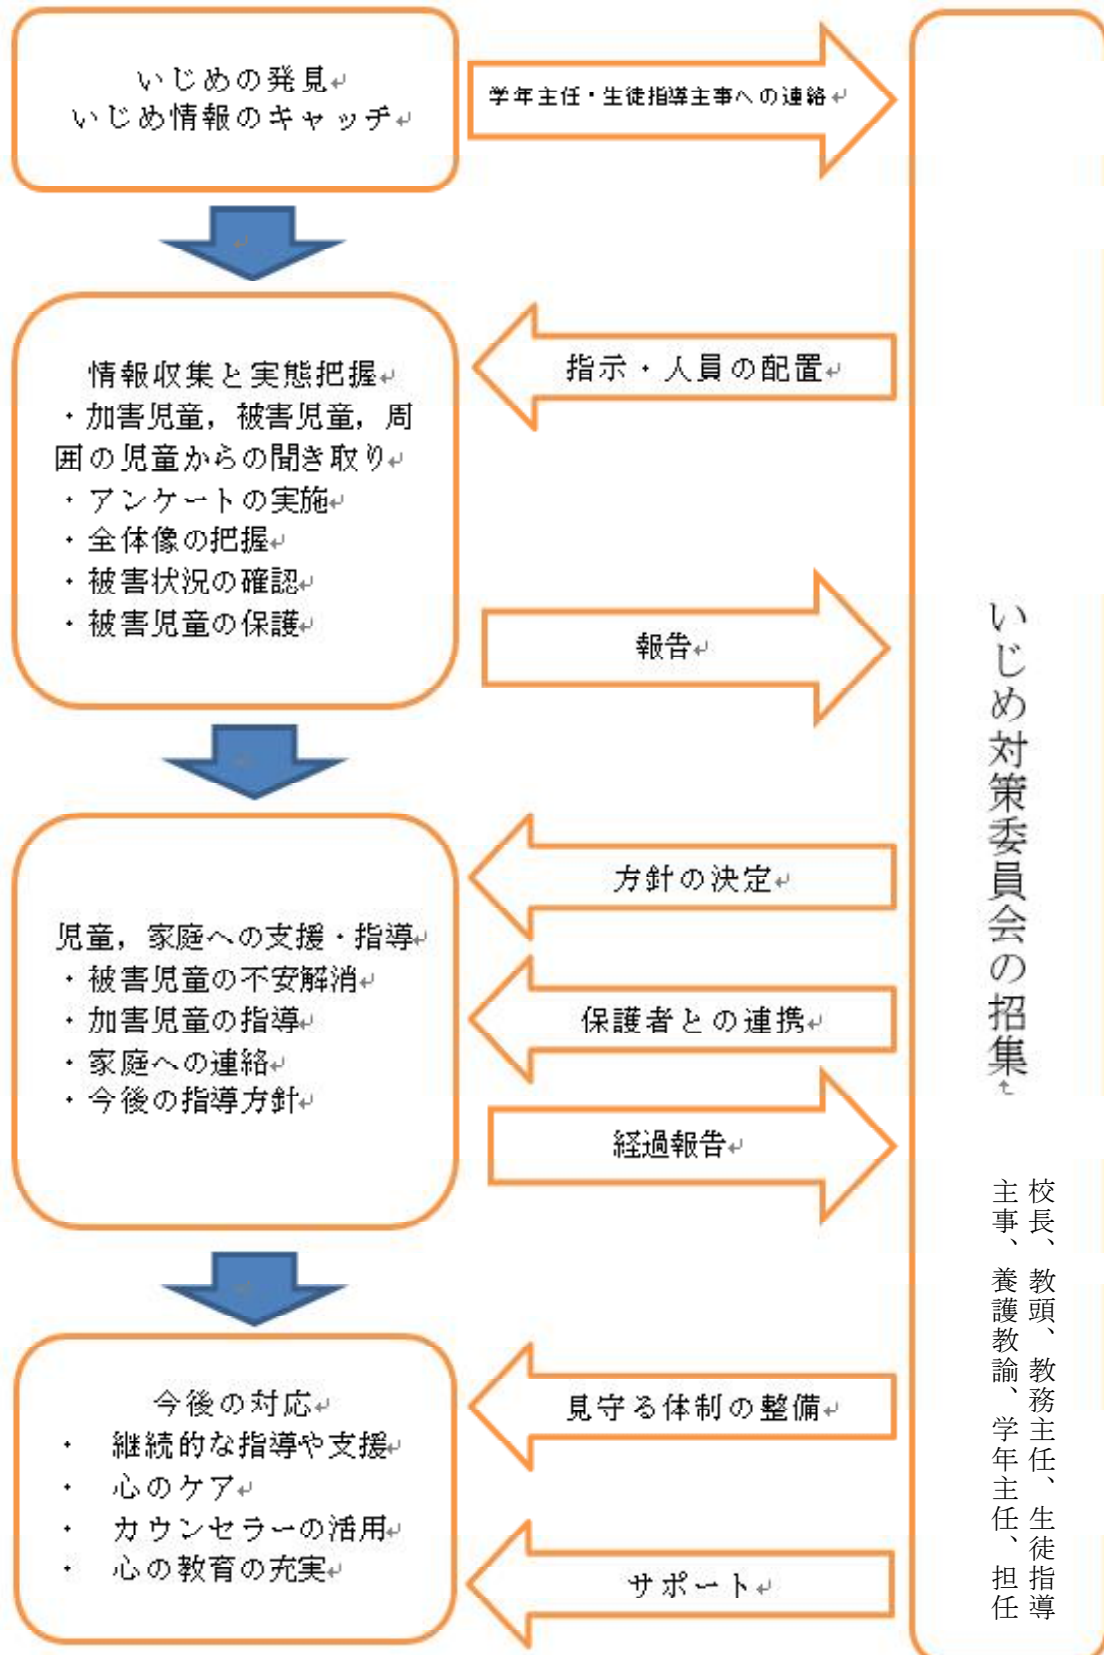 いじめの発見
いじめ情報のキャッチ
学年主任・生徒指導主事への連絡
情報収集と実態把握
・加害児童，被害児童，周
囲の児童からの聞き取り
・アンケートの実施
・全体像の把握
・被害状況の確認
・被害児童の保護
指示・人員の配置
報告
児童，家庭への支援・指導
・被害児童の不安解消
・加害児童の指導
・家庭への連絡
・今後の指導方針
方針の決定
保護者との連携
経過報告
今後の対応
・ 継続的な指導や支援
・ 心のケア
・ カウンセラーの活用
・ 心の教育の充実
見守る体制の整備
サポート
いじめ対策委員会の招集
校長、教頭、教務主任、生徒指導
主事、養護教諭、学年主任、担任